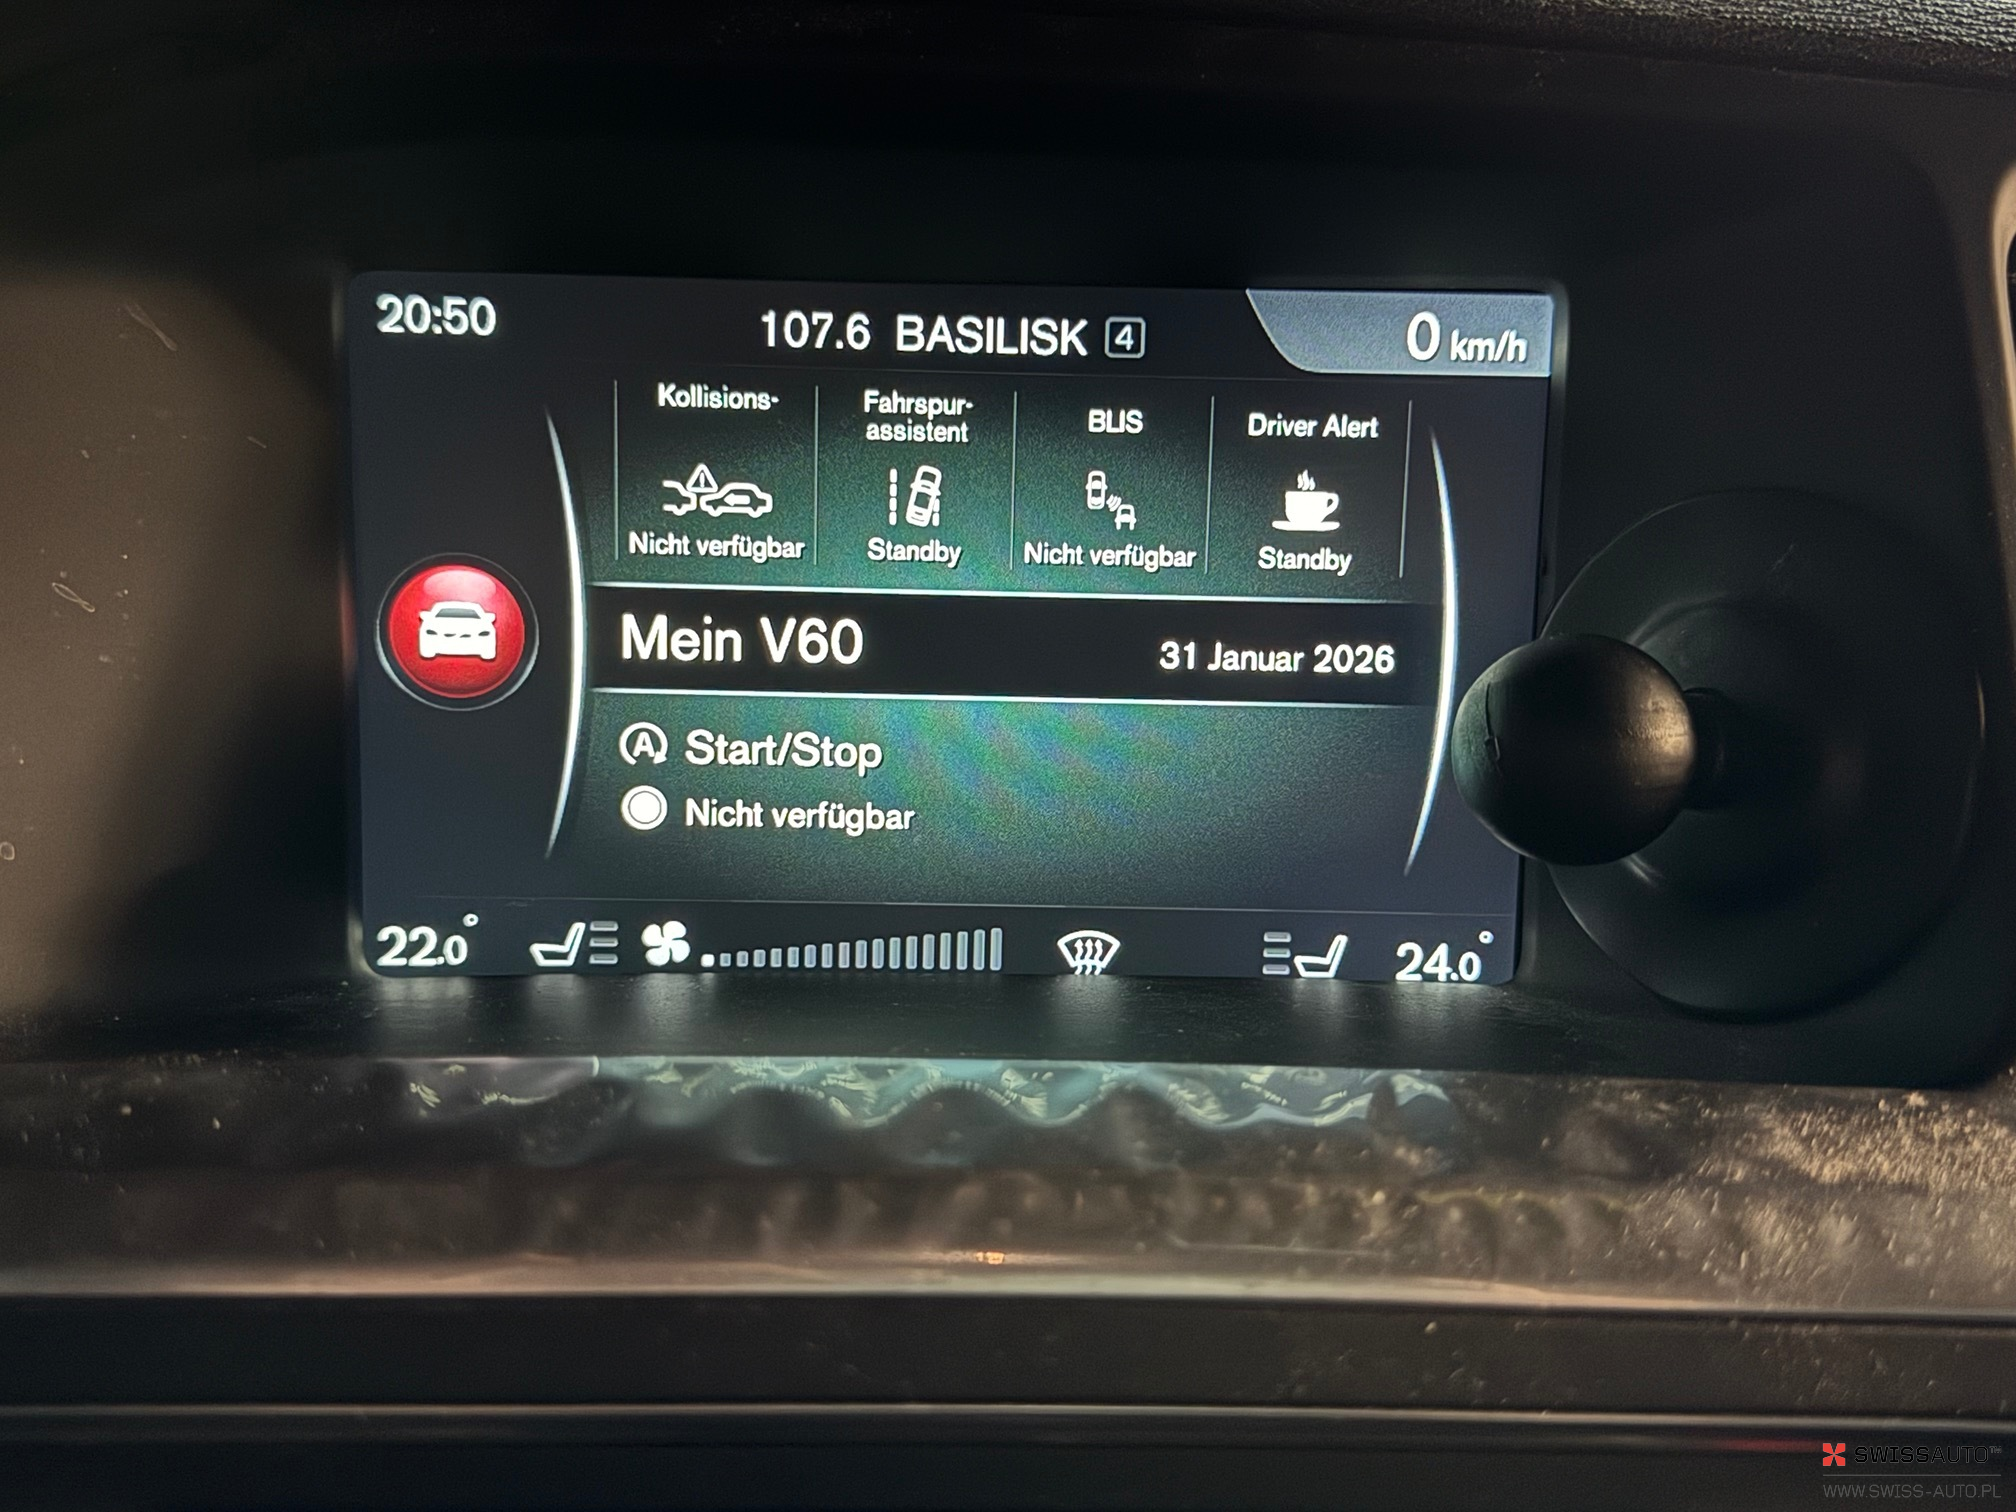 20:50
107.6 BASILISK 4
0 km/h
Kollisions-
Nicht verfügbar
Fahrspur-
assistent
Standby
BLIS
Nicht verfügbar
Driver Alert
Standby
Mein V60
31 Januar 2026
A Start/Stop
Nicht verfügbar
22.0°
24.0°
SWISSAUTO™
WWW.SWISS-AUTO.PL